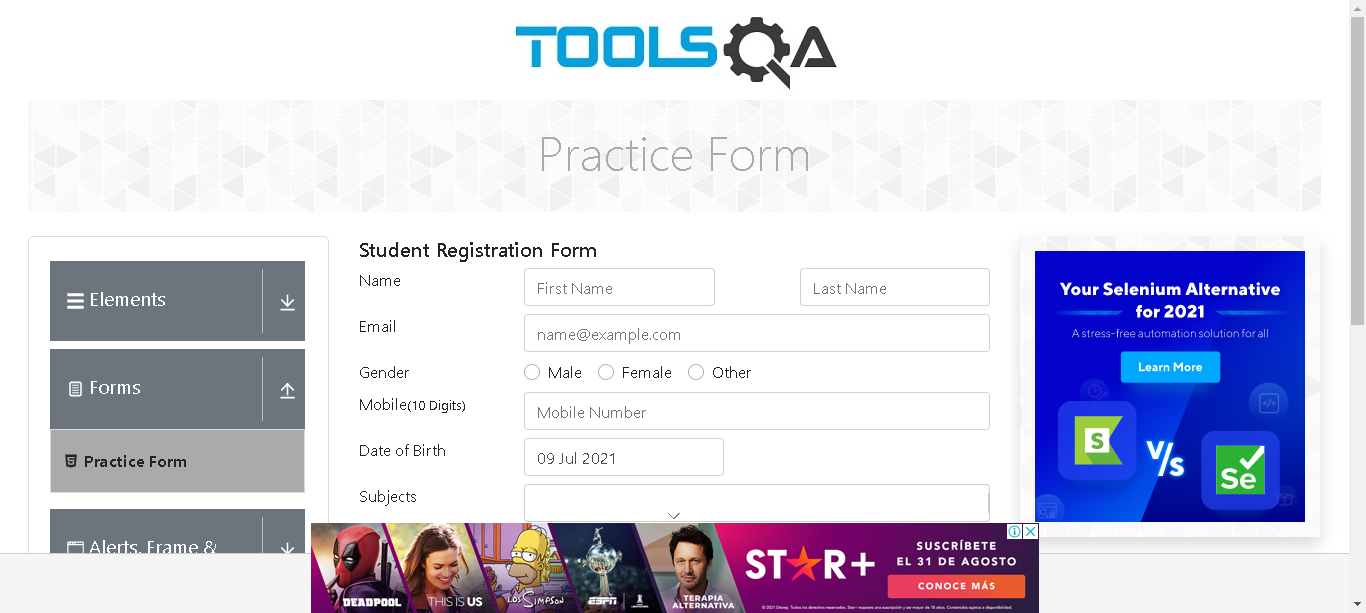 TOOLSQA
Practice Form
Elements
Forms
Practice Form
Alerts, Frame &
Student Registration Form
Name
First Name
Last Name
Email
name@example.com
Gender
Male
Female
Other
Mobile(10 Digits)
Mobile Number
Date of Birth
09 Jul 2021
Subjects
Your Selenium Alternative
for 2021
A stress-free automation solution for all
Learn More
S
V/s
Se
DEADPOOL
THIS IS US
LOS SIMPSON
ESPN
TERAPIA
ALTERNATIVA
STAR+
SUSCRÍBETE
EL 31 DE AGOSTO
CONOCE MÁS